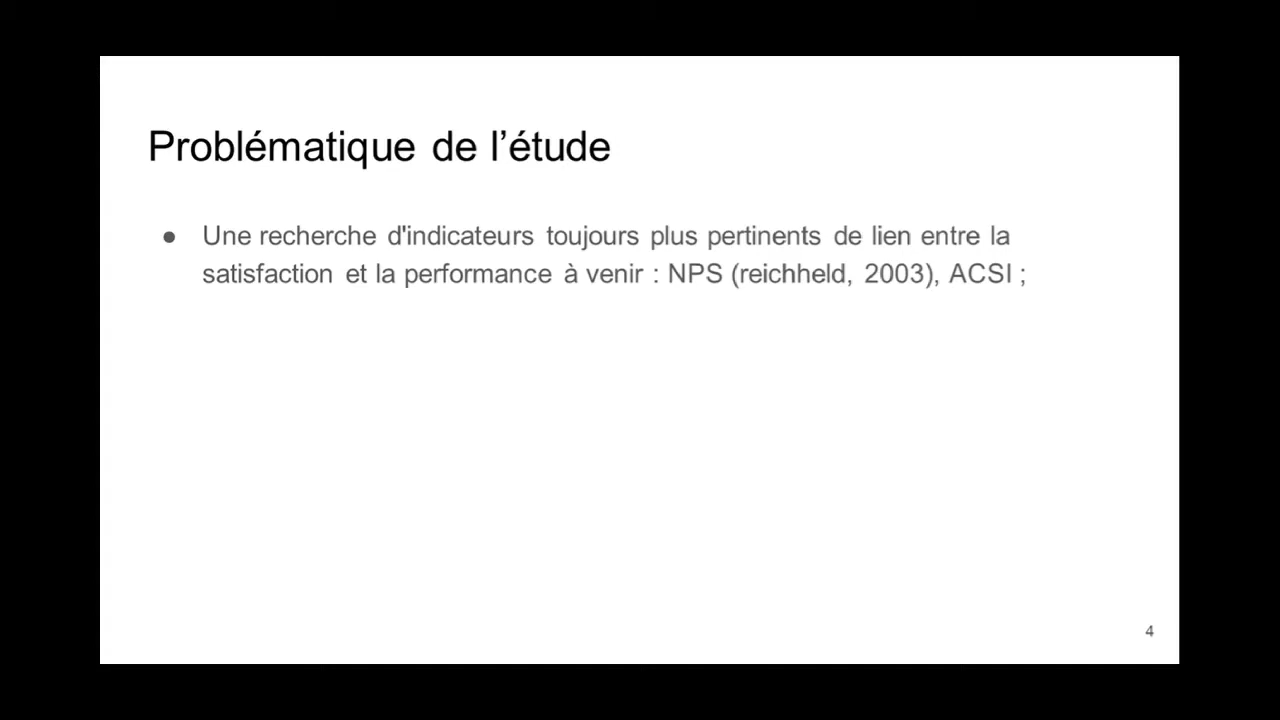 Problématique de l’étude
● Une recherche d'indicateurs toujours plus pertinents de lien entre la
satisfaction et la performance à venir : NPS (reichheld, 2003), ACSI ;
4